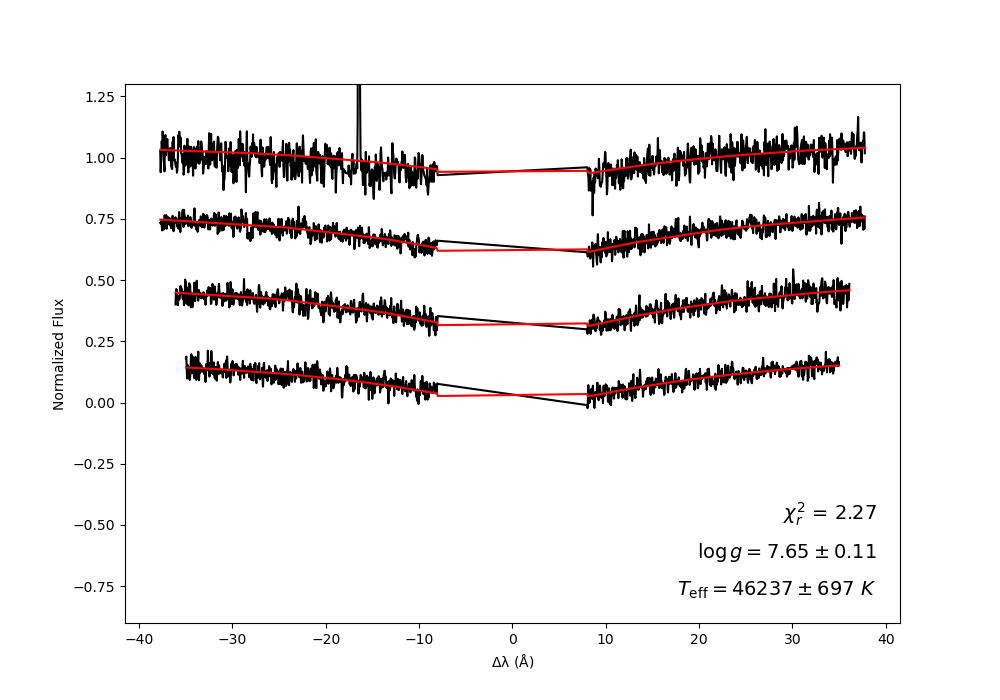 1.25
1.00
0.75
0.50
0.25
0.00
−0.25
−0.50
−0.75
Normalized Flux
χ²ᵣ = 2.27
log g = 7.65 ± 0.11
T_eff = 46237 ± 697 K
−40 −30 −20 −10 0 10 20 30 40
Δλ (Å)